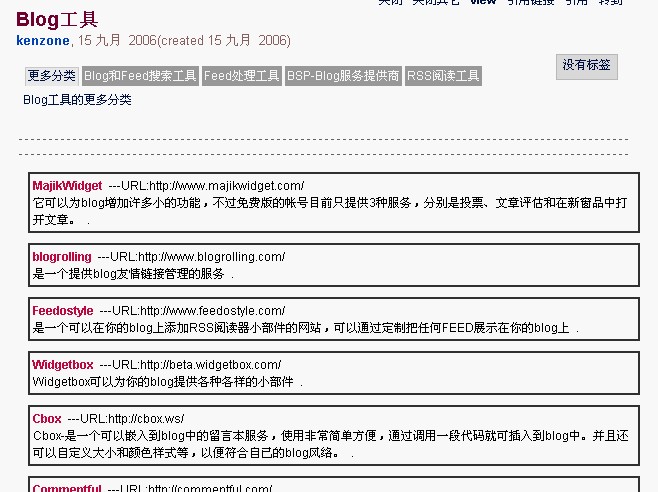 关闭 关闭其它 view 引用链接 引用 转到
Blog工具
kenzone, 15 九月 2006(created 15 九月 2006)
没有标签
更多分类 Blog和Feed搜索工具 Feed处理工具 BSP-Blog服务提供商 RSS阅读工具
Blog工具的更多分类
MajikWidget ---URL:http://www.majikwidget.com/
它可以为blog增加许多小的功能，不过免费版的帐号目前只提供3种服务，分别是投票、文章评估和在新窗品中打
开文章。 .
blogrolling ---URL:http://www.blogrolling.com/
是一个提供blog友情链接管理的服务 .
Feedostyle ---URL:http://www.feedostyle.com/
是一个可以在你的blog上添加RSS阅读器小部件的网站，可以通过定制把任何FEED展示在你的blog上 .
Widgetbox ---URL:http://beta.widgetbox.com/
Widgetbox可以为你的blog提供各种各样的小部件 .
Cbox ---URL:http://cbox.ws/
Cbox-是一个可以嵌入到blog中的留言本服务，使用非常简单方便，通过调用一段代码就可插入到blog中。并且还
可以自定义大小和颜色样式等，以便符合自已的blog网络。 .
Commentful ---URL:http://commentful.com/